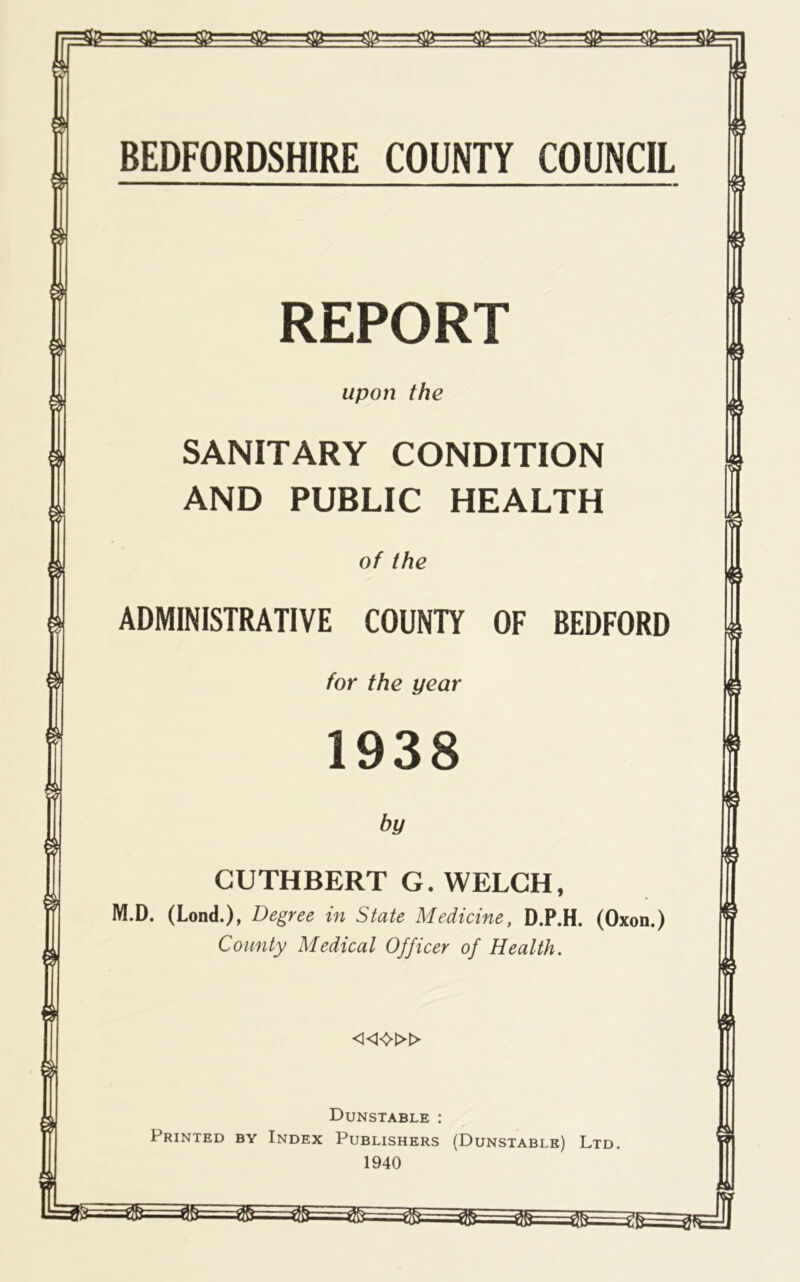 BEDFORDSHIRE COUNTY COUNCIL
REPORT
upon the
SANITARY CONDITION
AND PUBLIC HEALTH
of the
ADMINISTRATIVE COUNTY OF BEDFORD
for the year
1938
by
CUTHBERT G. WELCH,
M.D. (Lond.), Degree in State Medicine, D.P.H. (Oxon.)
County Medical Officer of Health.
Dunstable :
Printed by Index Publishers (Dunstable) Ltd.
1940